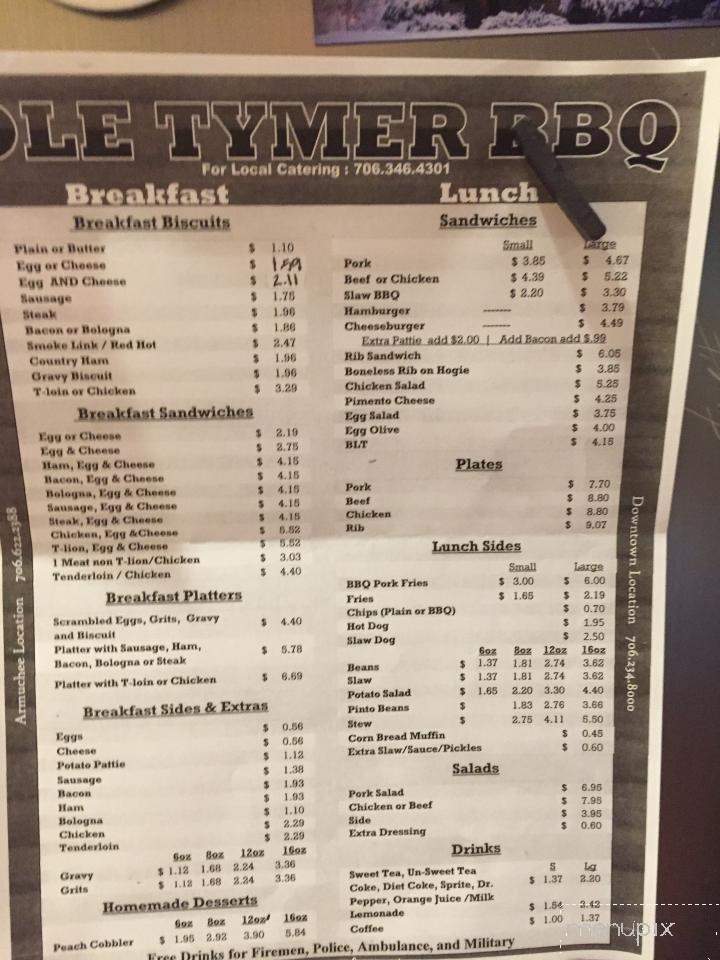 OLE TYMER BBQ
For Local Catering : 706.346.4301
Breakfast
Breakfast Biscuits
Plain or Butter $ 1.10
Egg or Cheese $ 1.59
Egg AND Cheese $ 2.11
Sausage $ 1.75
Steak $ 1.96
Bacon or Bologna $ 1.86
Smoke Link / Red Hot $ 2.47
Country Ham $ 1.96
Gravy Biscuit $ 1.96
T-loin or Chicken $ 3.29
Breakfast Sandwiches
Egg or Cheese $ 2.19
Egg & Cheese $ 2.75
Ham, Egg & Cheese $ 4.15
Bacon, Egg & Cheese $ 4.15
Bologna, Egg & Cheese $ 4.15
Sausage, Egg & Cheese $ 4.15
Steak, Egg & Cheese $ 4.15
Chicken, Egg &Cheese $ 5.52
T-lion, Egg & Cheese $ 5.52
1 Meat non T-lion/Chicken $ 3.03
Tenderloin / Chicken $ 4.40
Breakfast Platters
Scrambled Eggs, Grits, Gravy
and Biscuit $ 4.40
Platter with Sausage, Ham,
Bacon, Bologna or Steak $ 5.78
Platter with T-loin or Chicken $ 6.69
Breakfast Sides & Extras
Eggs $ 0.56
Cheese $ 0.56
Potato Pattie $ 1.12
Sausage $ 1.38
Bacon $ 1.93
Ham $ 1.93
Bologna $ 1.10
Chicken $ 2.29
Tenderloin $ 2.29
6oz 8oz 12oz 16oz
Gravy $ 1.12 1.68 2.24 3.36
Grits $ 1.12 1.68 2.24 3.36
Homemade Desserts
6oz 8oz 12oz 16oz
Peach Cobbler $ 1.95 2.92 3.90 5.84
Lunch
Sandwiches
Small Large
Pork $ 3.85 $ 4.67
Beef or Chicken $ 4.39 $ 5.22
Slaw BBQ $ 2.20 $ 3.30
Hamburger ------- $ 3.79
Cheeseburger ------- $ 4.49
Extra Pattie add $2.00 | Add Bacon add $.99
Rib Sandwich $ 6.05
Boneless Rib on Hogie $ 3.85
Chicken Salad $ 5.25
Pimento Cheese $ 4.25
Egg Salad $ 3.75
Egg Olive $ 4.00
BLT $ 4.15
Plates
Pork $ 7.70
Beef $ 8.80
Chicken $ 8.80
Rib $ 9.07
Lunch Sides
Small Large
BBQ Pork Fries $ 3.00 $ 6.00
Fries $ 1.65 $ 2.19
Chips (Plain or BBQ) $ 0.70
Hot Dog $ 1.95
Slaw Dog $ 2.50
6oz 8oz 12oz 16oz
Beans $ 1.37 1.81 2.74 3.62
Slaw $ 1.37 1.81 2.74 3.62
Potato Salad $ 1.65 2.20 3.30 4.40
Pinto Beans $ 1.83 2.76 3.66
Stew $ 2.75 4.11 5.50
Corn Bread Muffin $ 0.45
Extra Slaw/Sauce/Pickles $ 0.60
Salads
Pork Salad $ 6.95
Chicken or Beef $ 7.95
Side $ 3.95
Extra Dressing $ 0.60
Drinks
S Lg
Sweet Tea, Un-Sweet Tea $ 1.37 2.20
Coke, Diet Coke, Sprite, Dr.
Pepper, Orange Juice /Milk
Lemonade $ 1.54 2.42
Coffee $ 1.00 1.37
Free Drinks for Firemen, Police, Ambulance, and Military
Armuchee Location 706.622.2388
Downtown Location 706.234.8000
menupix